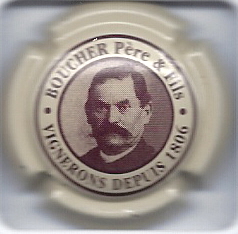 BOUCHER Père & Fils
VIGNERONS DEPUIS 1806